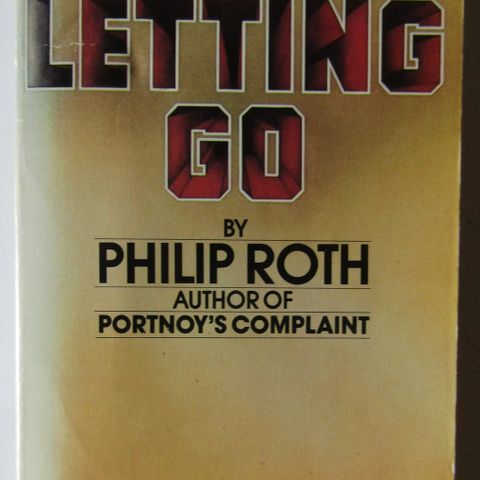 LETTING
GO
BY
PHILIP ROTH
AUTHOR OF
PORTNOY'S COMPLAINT